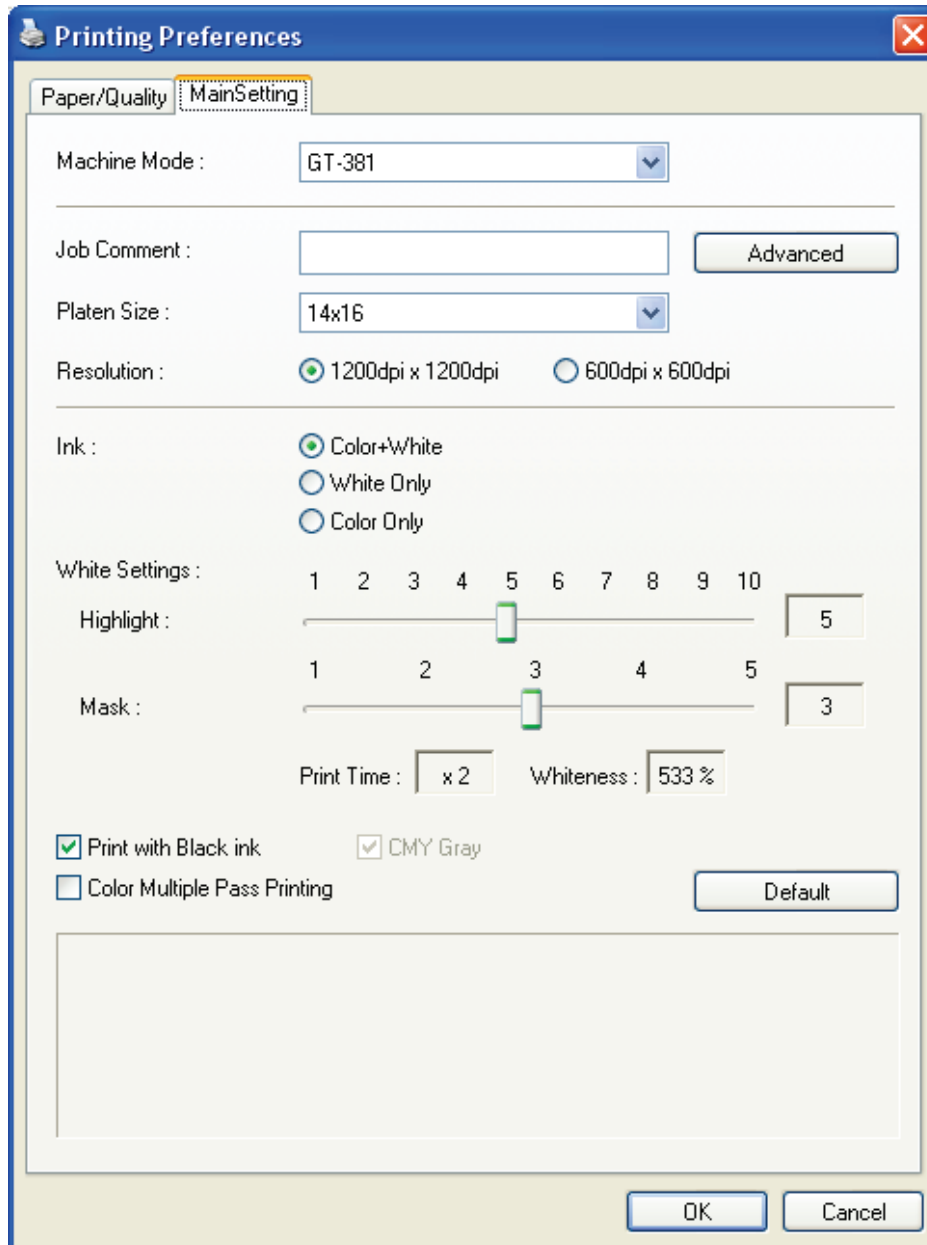 Printing Preferences
Paper/Quality MainSetting
Machine Mode : GT-381
Job Comment : Advanced
Platen Size : 14x16
Resolution : 1200dpi x 1200dpi 600dpi x 600dpi
Ink : Color+White
White Only
Color Only
White Settings : 1 2 3 4 5 6 7 8 9 10
Highlight : 5
1 2 3 4 5
Mask : 3
Print Time : x 2 Whiteness : 533 %
Print with Black ink CMY Gray
Color Multiple Pass Printing Default
OK Cancel